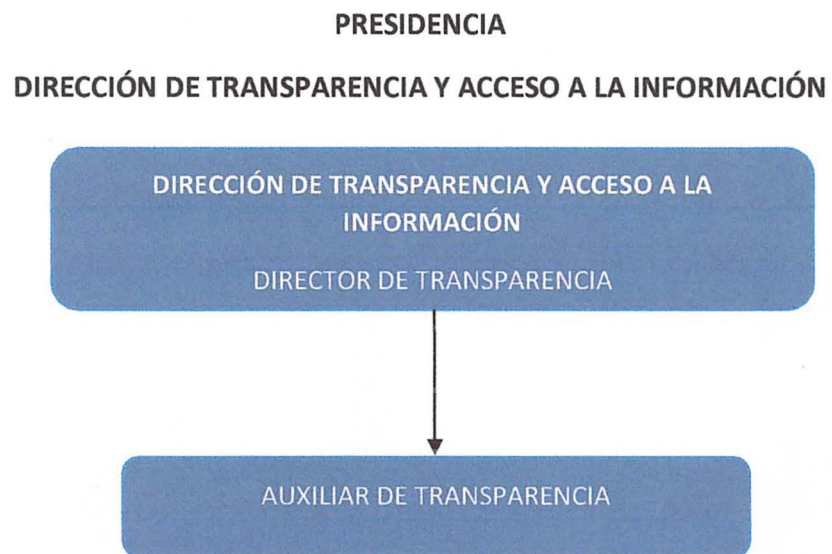 PRESIDENCIA
DIRECCIÓN DE TRANSPARENCIA Y ACCESO A LA INFORMACIÓN
DIRECCIÓN DE TRANSPARENCIA Y ACCESO A LA
INFORMACIÓN
DIRECTOR DE TRANSPARENCIA
AUXILIAR DE TRANSPARENCIA